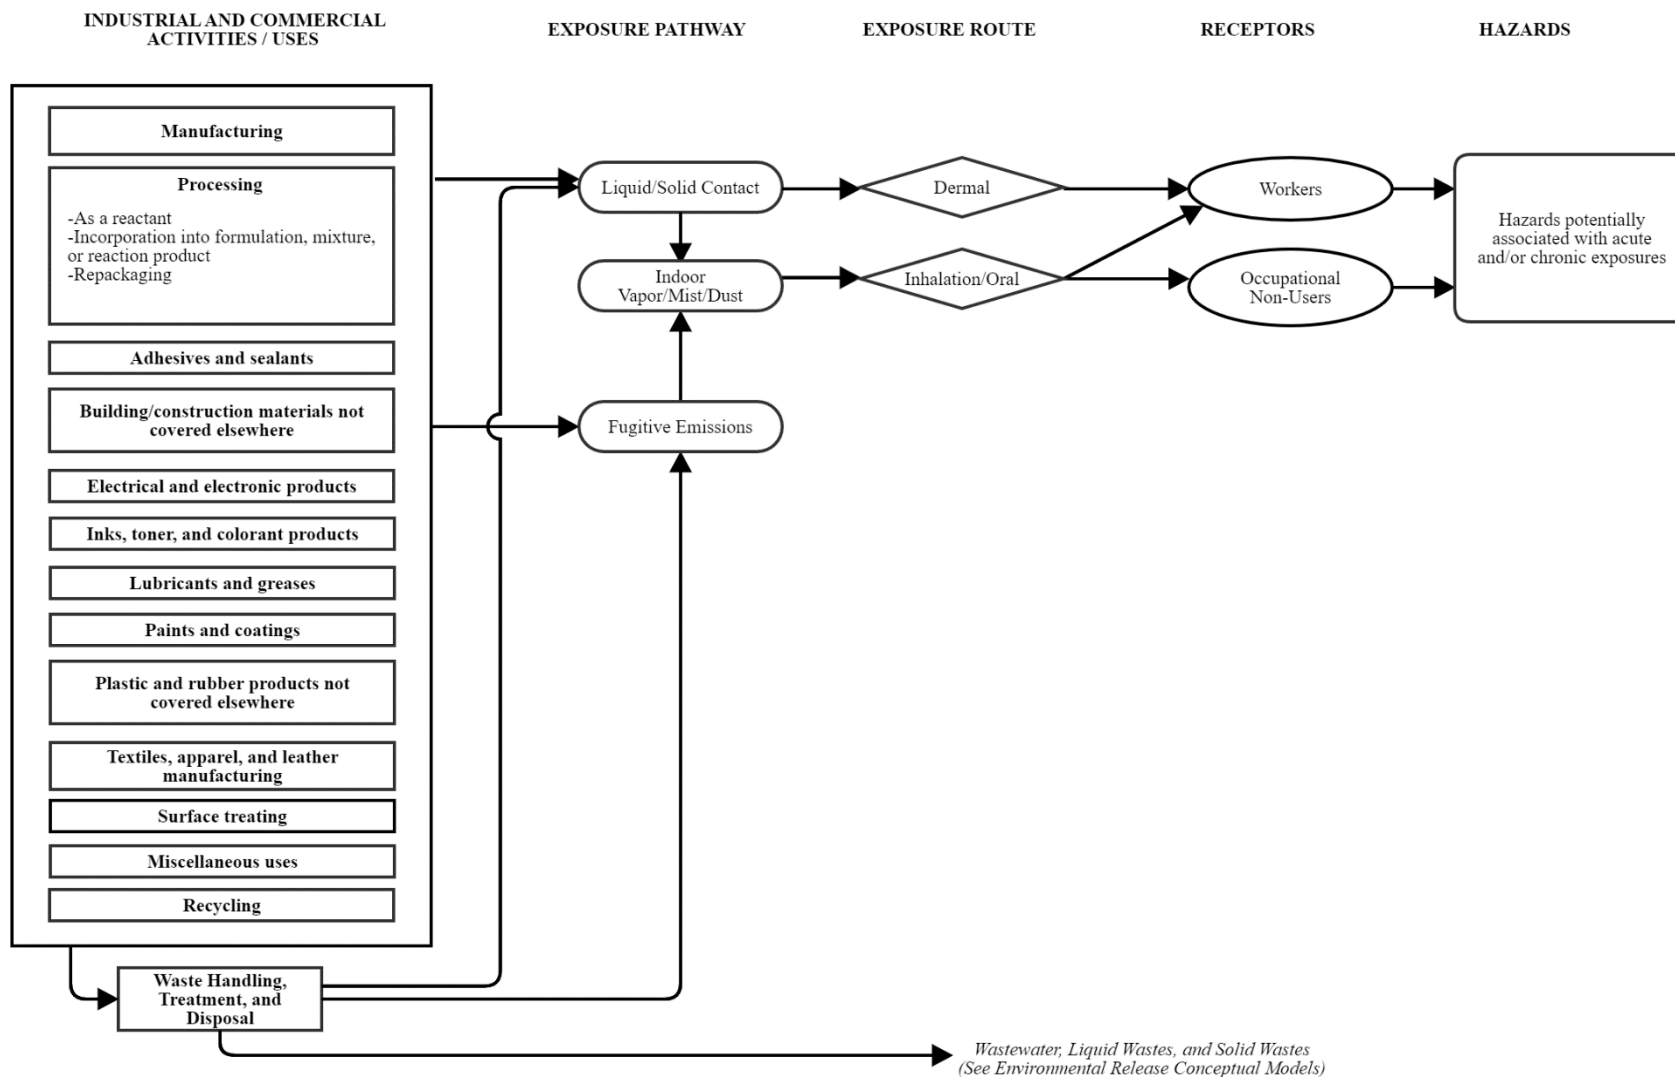 INDUSTRIAL AND COMMERCIAL
ACTIVITIES / USES
EXPOSURE PATHWAY
EXPOSURE ROUTE
RECEPTORS
HAZARDS
Manufacturing
Processing
-As a reactant
-Incorporation into formulation, mixture,
or reaction product
-Repackaging
Adhesives and sealants
Building/construction materials not
covered elsewhere
Electrical and electronic products
Inks, toner, and colorant products
Lubricants and greases
Paints and coatings
Plastic and rubber products not
covered elsewhere
Textiles, apparel, and leather
manufacturing
Surface treating
Miscellaneous uses
Recycling
Waste Handling,
Treatment, and
Disposal
Liquid/Solid Contact
Indoor
Vapor/Mist/Dust
Fugitive Emissions
Dermal
Inhalation/Oral
Workers
Occupational
Non-Users
Hazards potentially
associated with acute
and/or chronic exposures
Wastewater, Liquid Wastes, and Solid Wastes
(See Environmental Release Conceptual Models)